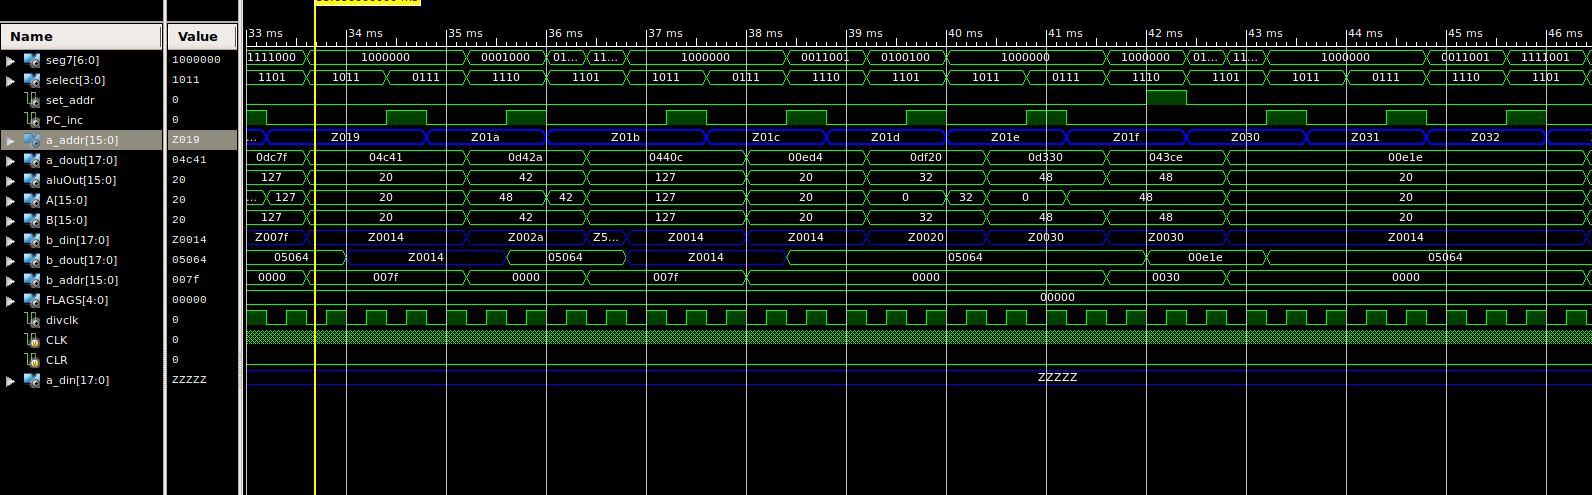 33 ms 34 ms 35 ms 36 ms 37 ms 38 ms 39 ms 40 ms 41 ms 42 ms 43 ms 44 ms 45 ms 46 ms
Name Value
seg7[6:0] 1000000 1111000 1000000 0001000 01... 11... 1000000 0011001 0100100 1000000 1000000 01... 11... 1000000 0011001 1111001
select[3:0] 1011 1101 1011 0111 1110 1101 1011 0111 1110 1101 1011 0111 1110 1101 1011 0111 1110 1101
set_addr 0
PC_inc 0
a_addr[15:0] Z019 ... Z019 Z01a Z01b Z01c Z01d Z01e Z01f Z030 Z031 Z032
a_dout[17:0] 04c41 0dc7f 04c41 0d42a 0440c 00ed4 0df20 0d330 043ce 00e1e
aluOut[15:0] 20 127 20 42 127 20 32 48 48 20
A[15:0] 20 ... 127 20 48 42 127 20 0 32 0 48 20
B[15:0] 20 127 20 42 127 20 32 48 48 20
b_din[17:0] Z0014 Z007f Z0014 Z002a Z5... Z0014 Z0014 Z0020 Z0030 Z0030 Z0014
b_dout[17:0] 05064 05064 Z0014 05064 Z0014 05064 00e1e 05064
b_addr[15:0] 007f 0000 007f 0000 007f 0000 0030 0000
FLAGS[4:0] 00000 00000
divclk 0
CLK 0
CLR 0
a_din[17:0] ZZZZZ ZZZZZ